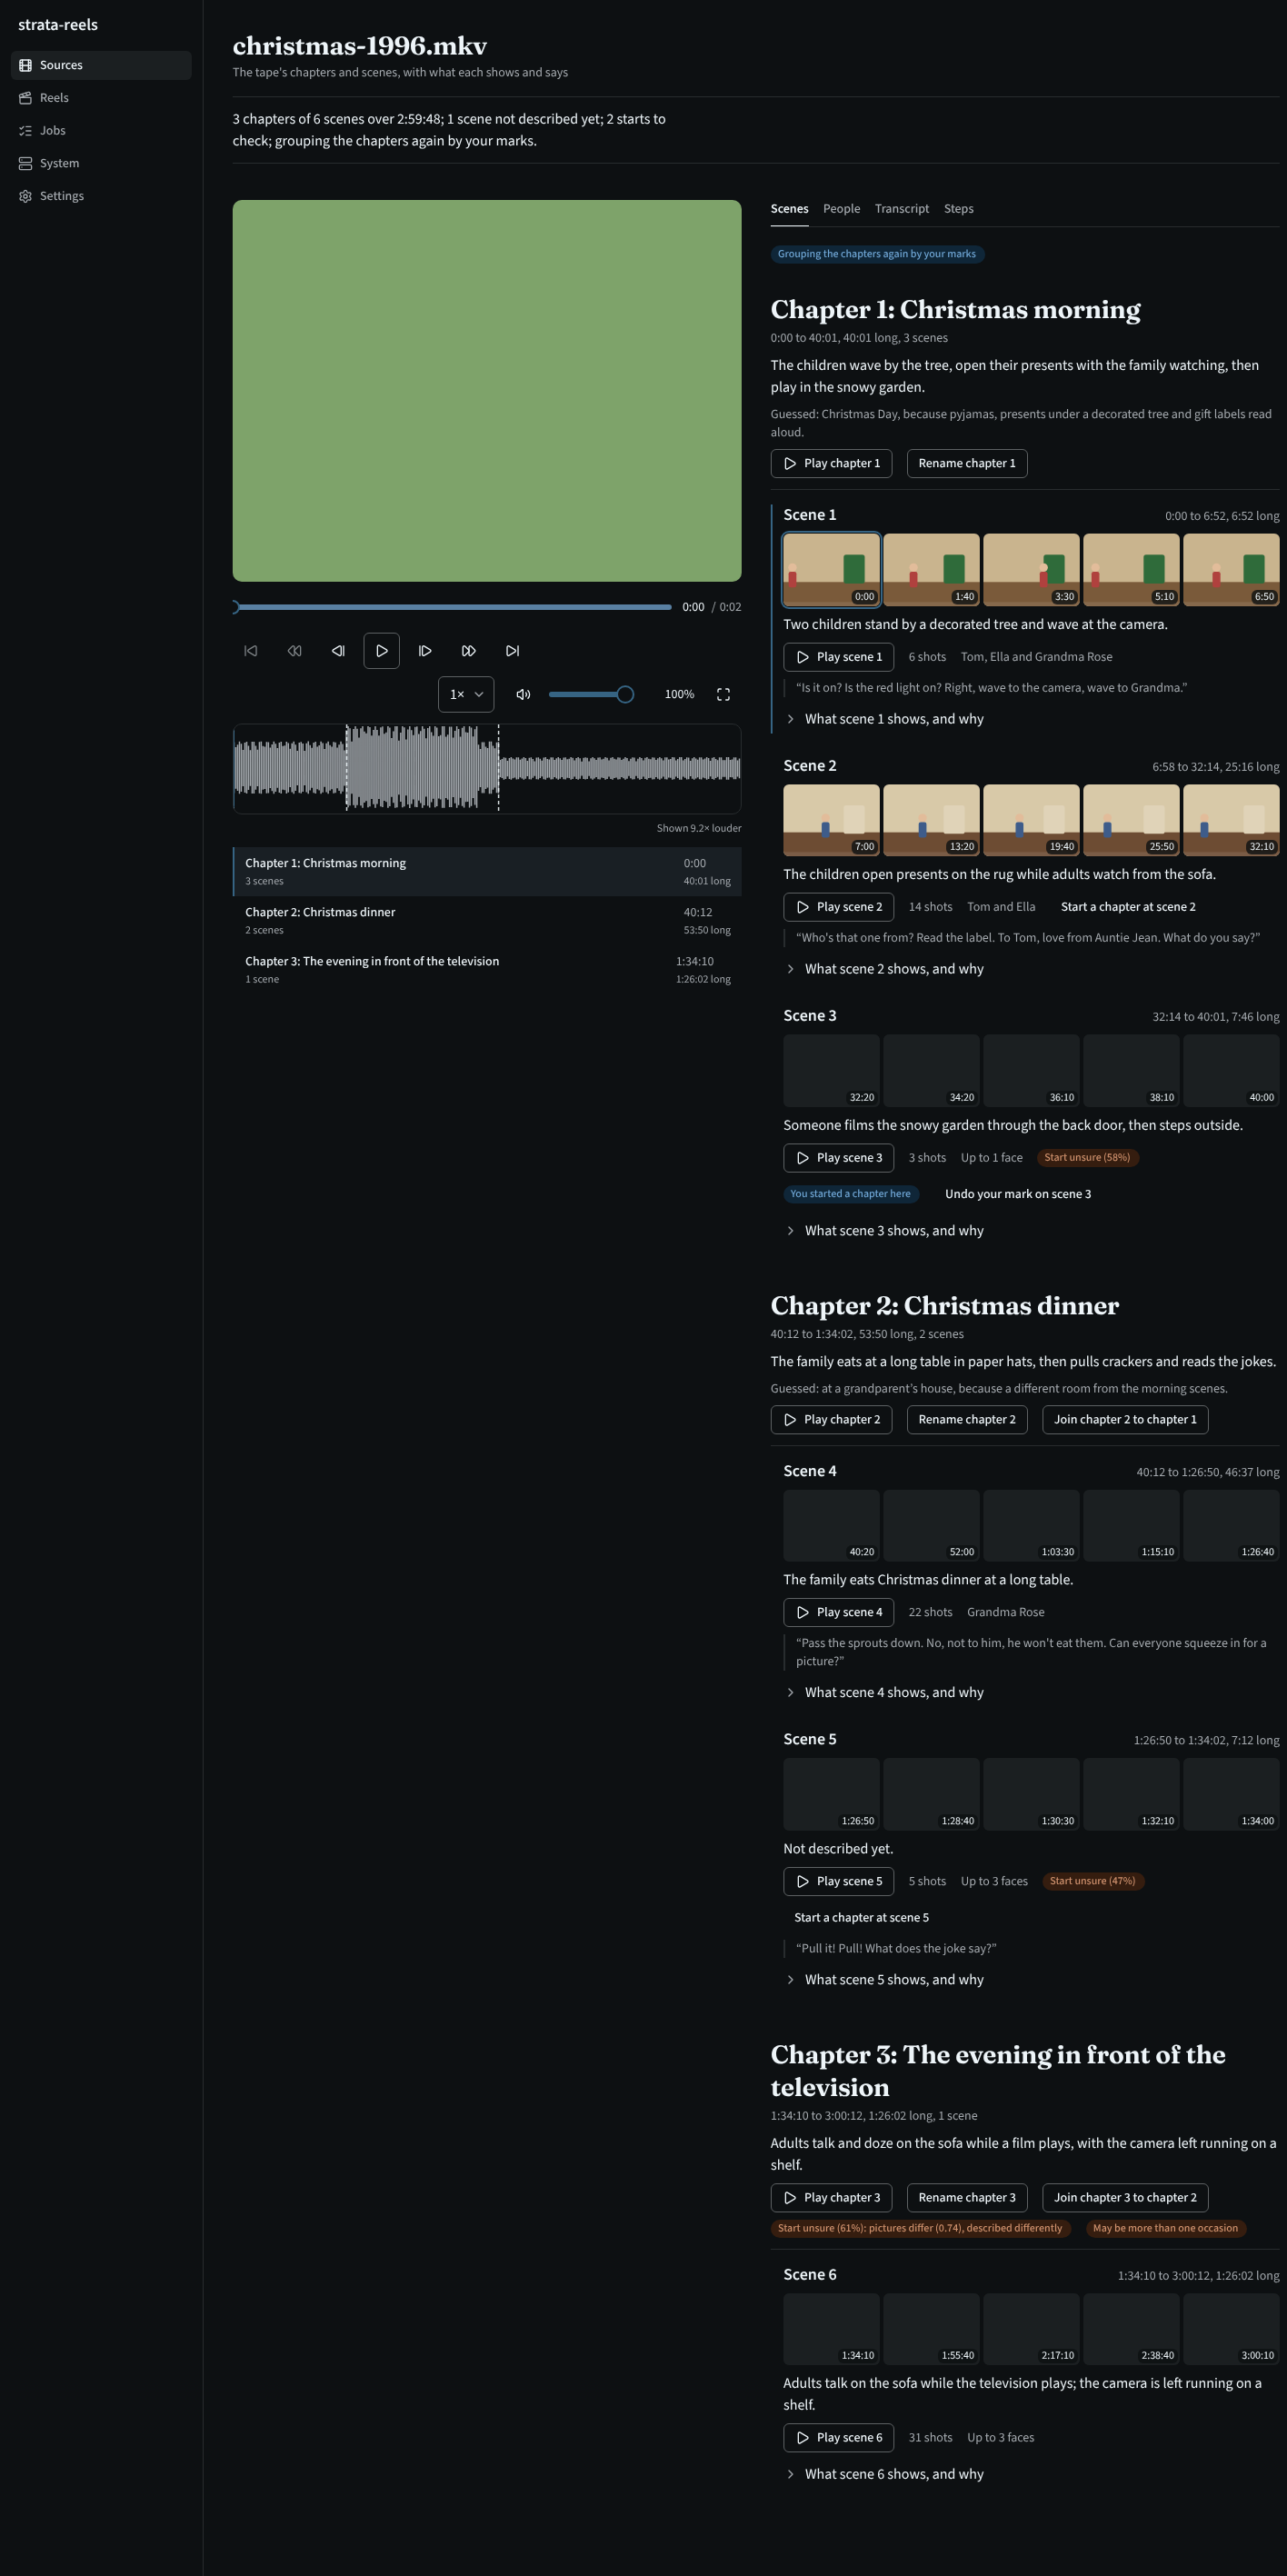 strata-reels
Sources
Reels
Jobs
System
Settings
christmas-1996.mkv
The tape's chapters and scenes, with what each shows and says
3 chapters of 6 scenes over 2:59:48; 1 scene not described yet; 2 starts to
check; grouping the chapters again by your marks.
0:00 / 0:02
1×
100%
Shown 9.2× louder
Chapter 1: Christmas morning 0:00
3 scenes 40:01 long
Chapter 2: Christmas dinner 40:12
2 scenes 53:50 long
Chapter 3: The evening in front of the television 1:34:10
1 scene 1:26:02 long
Scenes People Transcript Steps
Grouping the chapters again by your marks
Chapter 1: Christmas morning
0:00 to 40:01, 40:01 long, 3 scenes
The children wave by the tree, open their presents with the family watching, then
play in the snowy garden.
Guessed: Christmas Day, because pyjamas, presents under a decorated tree and gift labels read
aloud.
Play chapter 1 Rename chapter 1
Scene 1 0:00 to 6:52, 6:52 long
0:00 1:40 3:30 5:10 6:50
Two children stand by a decorated tree and wave at the camera.
Play scene 1 6 shots Tom, Ella and Grandma Rose
“Is it on? Is the red light on? Right, wave to the camera, wave to Grandma.”
What scene 1 shows, and why
Scene 2 6:58 to 32:14, 25:16 long
7:00 13:20 19:40 25:50 32:10
The children open presents on the rug while adults watch from the sofa.
Play scene 2 14 shots Tom and Ella Start a chapter at scene 2
“Who's that one from? Read the label. To Tom, love from Auntie Jean. What do you say?”
What scene 2 shows, and why
Scene 3 32:14 to 40:01, 7:46 long
32:20 34:20 36:10 38:10 40:00
Someone films the snowy garden through the back door, then steps outside.
Play scene 3 3 shots Up to 1 face Start unsure (58%)
You started a chapter here Undo your mark on scene 3
What scene 3 shows, and why
Chapter 2: Christmas dinner
40:12 to 1:34:02, 53:50 long, 2 scenes
The family eats at a long table in paper hats, then pulls crackers and reads the jokes.
Guessed: at a grandparent’s house, because a different room from the morning scenes.
Play chapter 2 Rename chapter 2 Join chapter 2 to chapter 1
Scene 4 40:12 to 1:26:50, 46:37 long
40:20 52:00 1:03:30 1:15:10 1:26:40
The family eats Christmas dinner at a long table.
Play scene 4 22 shots Grandma Rose
“Pass the sprouts down. No, not to him, he won't eat them. Can everyone squeeze in for a
picture?”
What scene 4 shows, and why
Scene 5 1:26:50 to 1:34:02, 7:12 long
1:26:50 1:28:40 1:30:30 1:32:10 1:34:00
Not described yet.
Play scene 5 5 shots Up to 3 faces Start unsure (47%)
Start a chapter at scene 5
“Pull it! Pull! What does the joke say?”
What scene 5 shows, and why
Chapter 3: The evening in front of the
television
1:34:10 to 3:00:12, 1:26:02 long, 1 scene
Adults talk and doze on the sofa while a film plays, with the camera left running on a
shelf.
Play chapter 3 Rename chapter 3 Join chapter 3 to chapter 2
Start unsure (61%): pictures differ (0.74), described differently May be more than one occasion
Scene 6 1:34:10 to 3:00:12, 1:26:02 long
1:34:10 1:55:40 2:17:10 2:38:40 3:00:10
Adults talk on the sofa while the television plays; the camera is left running on a
shelf.
Play scene 6 31 shots Up to 3 faces
What scene 6 shows, and why